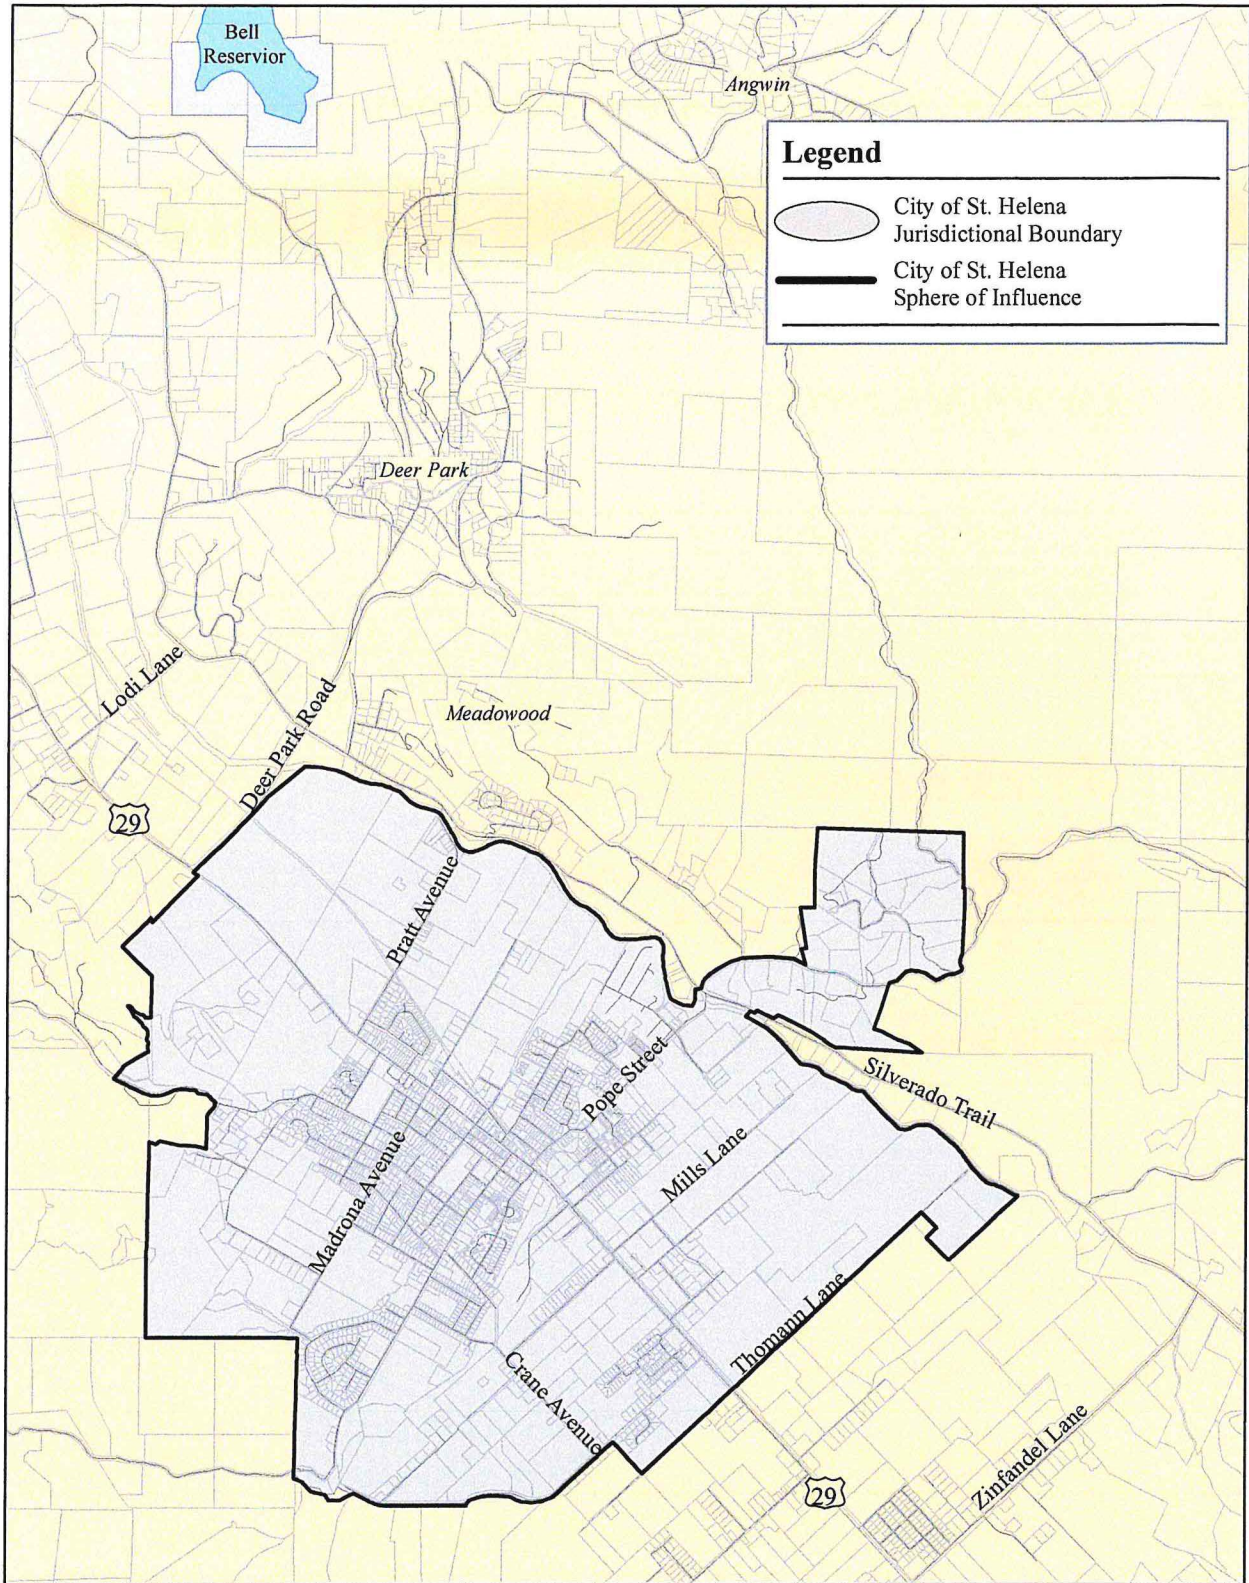 Bell
Reservior
Angwin
Legend
City of St. Helena
Jurisdictional Boundary
City of St. Helena
Sphere of Influence
Deer Park
Lodi Lane
Deer Park Road
Meadowood
29
Pratt Avenue
Pope Street
Silverado Trail
Madrona Avenue
Mills Lane
Thomann Lane
Crane Avenue
Zinfandel Lane
29